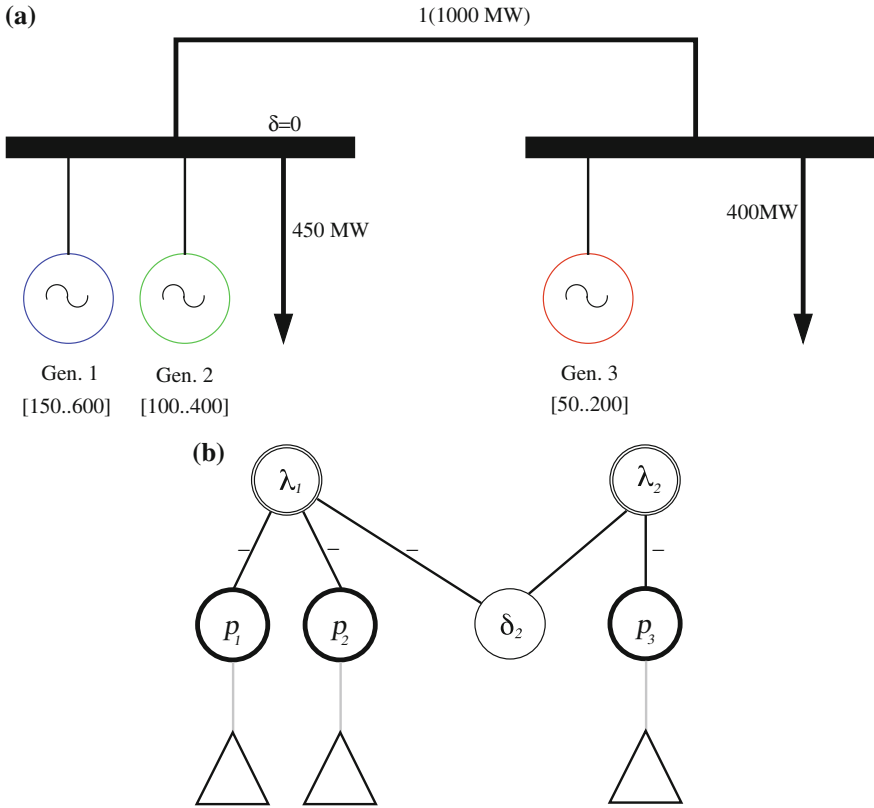 (a)
1(1000 MW)
δ=0
450 MW
400MW
Gen. 1
[150..600]
Gen. 2
[100..400]
Gen. 3
[50..200]
(b)
λ1
λ2
– – – –
p1
p2
δ2
p3